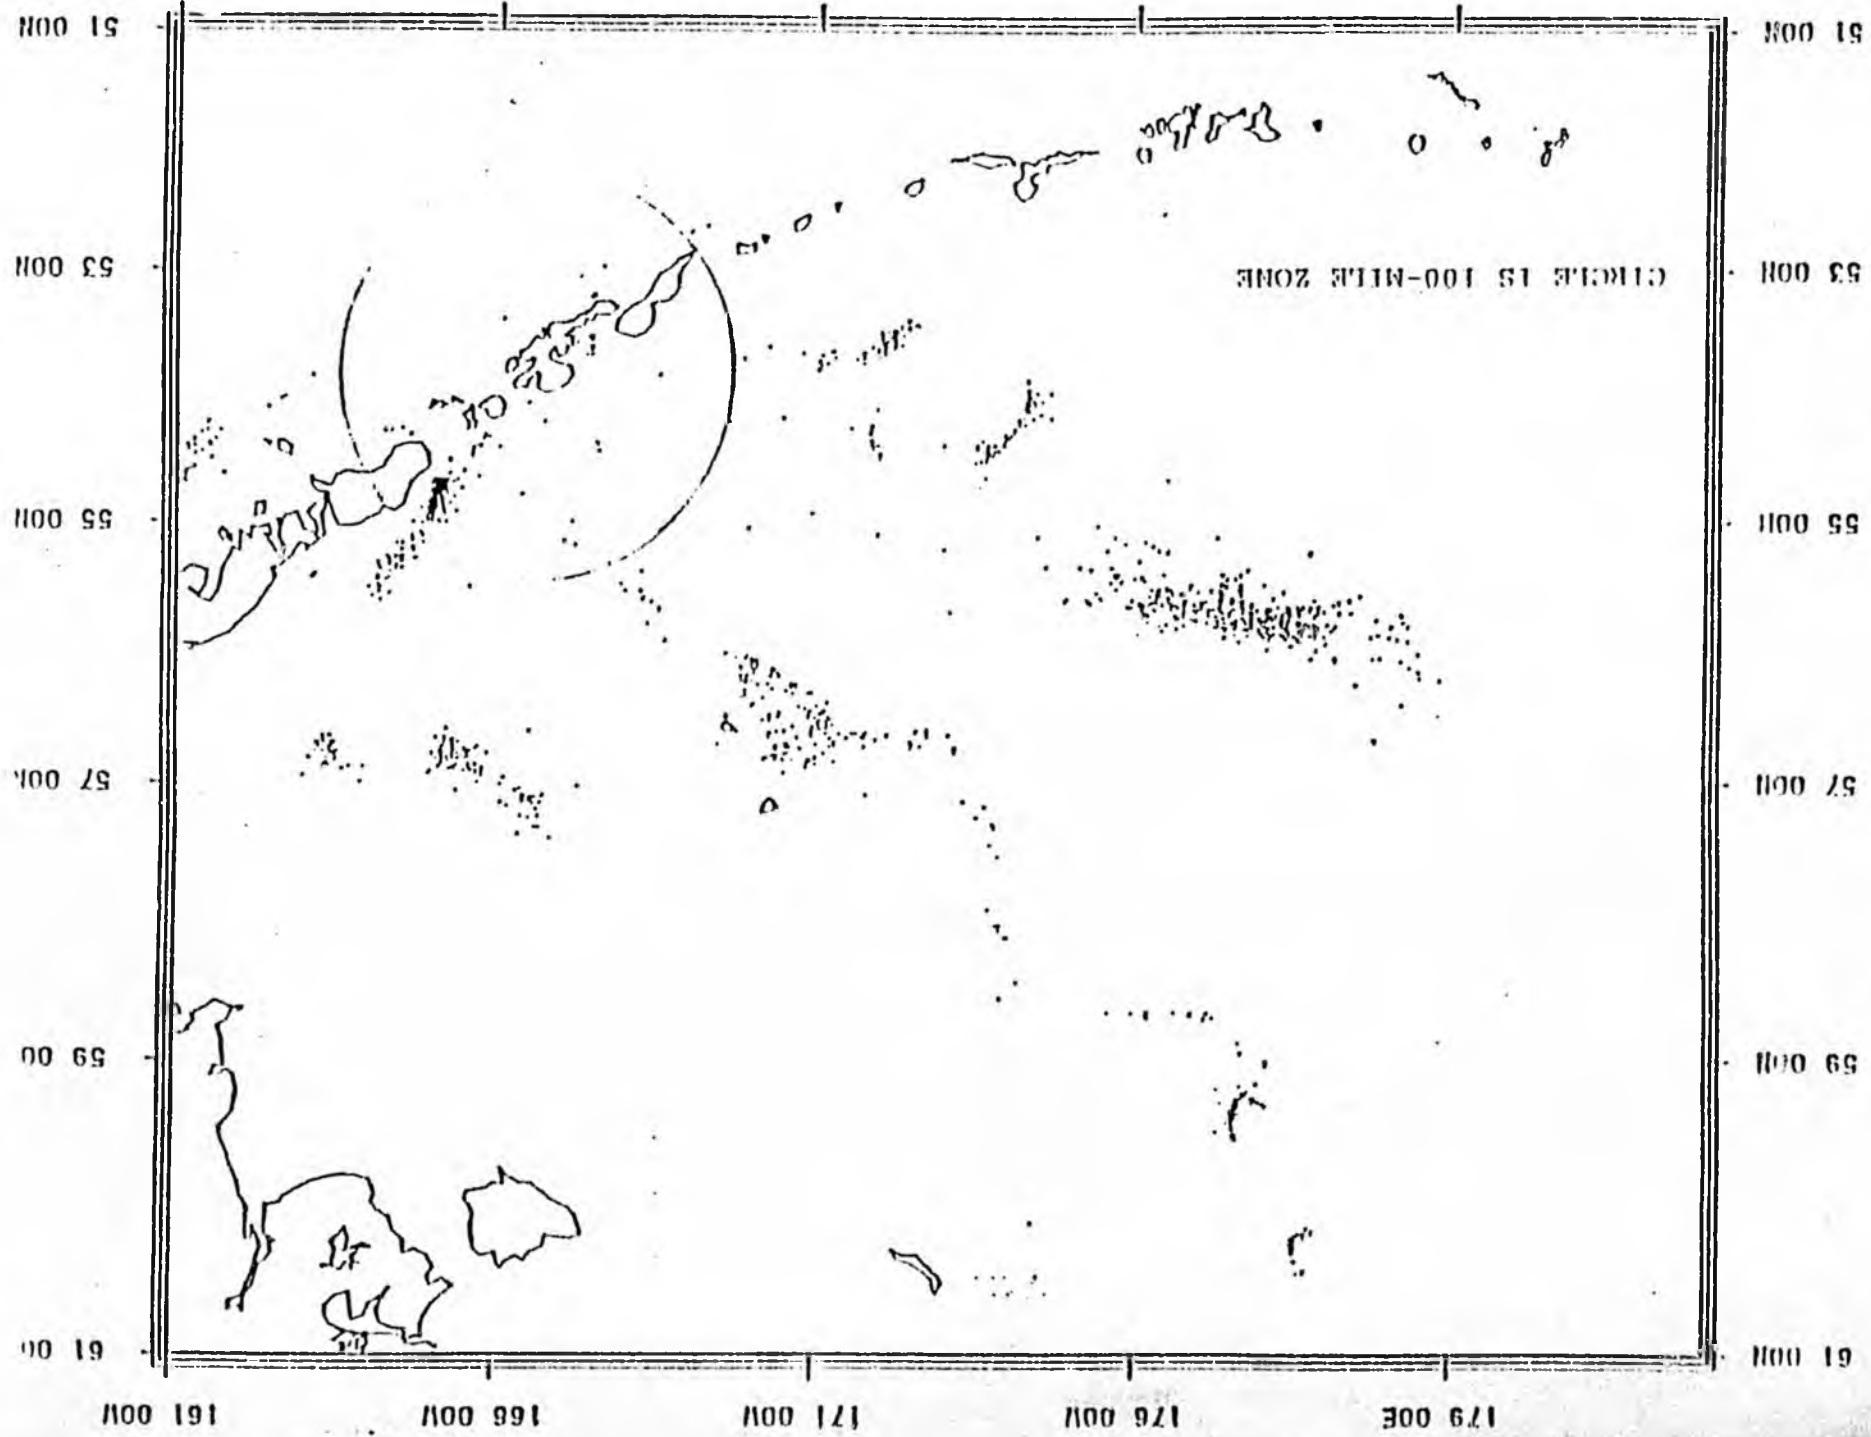 179 00E 176 00W 171 00W 166 00W 161 00W
61 00N 61 00
59 00N 59 00
57 00N 57 00
55 00N 55 00N
53 00N CIRCLE IS 100-MILE ZONE 53 00N
51 00N 51 00N